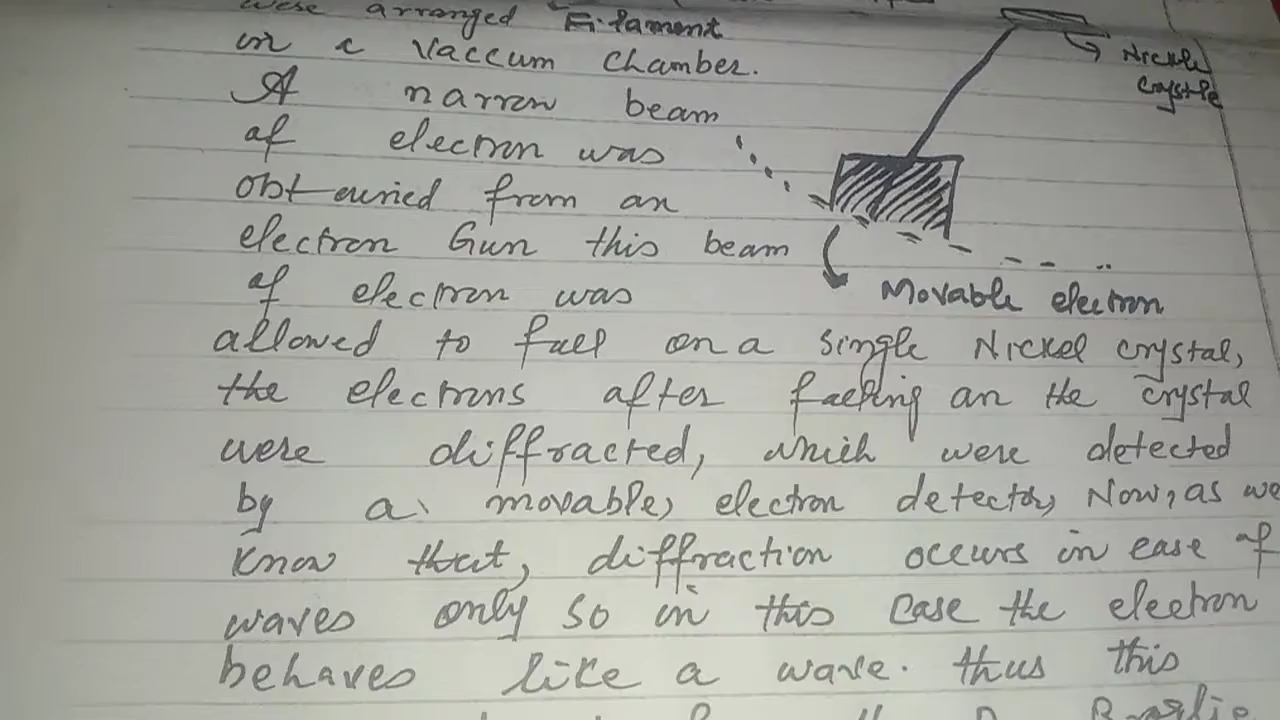 were arranged Filament
in a Vaccum Chamber.
Nickle
Crystle
A narrow beam
of electron was
obtained from an
electron Gun this beam
of electron was
Movable electron
allowed to fall on a single Nickel crystal,
the electrons after falling on the crystal
were diffracted, which were detected
by a movable, electron detector, Now, as we
know that, diffraction occurs in case of
waves only so in this case the electron
behaves like a wave. thus this